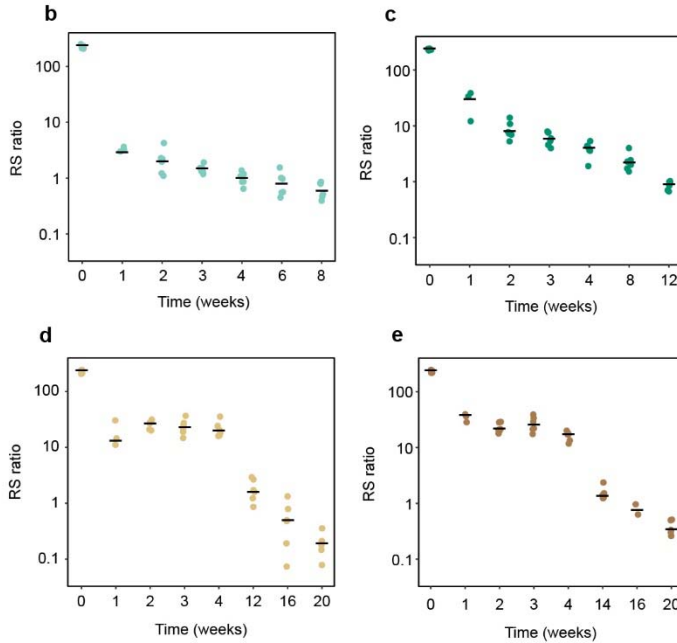 b
100
10
1
0.1
RS ratio
0 1 2 3 4 6 8
Time (weeks)
c
100
10
1
0.1
RS ratio
0 1 2 3 4 8 12
Time (weeks)
d
100
10
1
0.1
RS ratio
0 1 2 3 4 12 16 20
Time (weeks)
e
100
10
1
0.1
RS ratio
0 1 2 3 4 14 16 20
Time (weeks)